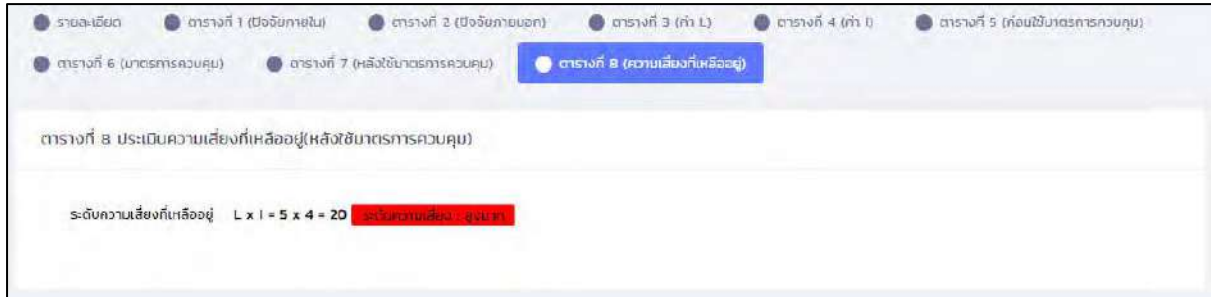 รายละเอียด ตารางที่ 1 (ปัจจัยภายใน) ตารางที่ 2 (ปัจจัยภายนอก) ตารางที่ 3 (ค่า L) ตารางที่ 4 (ค่า I) ตารางที่ 5 (ก่อนใช้มาตรการควบคุม)
ตารางที่ 6 (มาตรการควบคุม) ตารางที่ 7 (หลังใช้มาตรการควบคุม) ตารางที่ 8 (ความเสี่ยงที่เหลืออยู่)
ตารางที่ 8 ประเมินความเสี่ยงที่เหลืออยู่(หลังใช้มาตรการควบคุม)
ระดับความเสี่ยงที่เหลืออยู่ L x I = 5 x 4 = 20 ระดับความเสี่ยง : สูงมาก